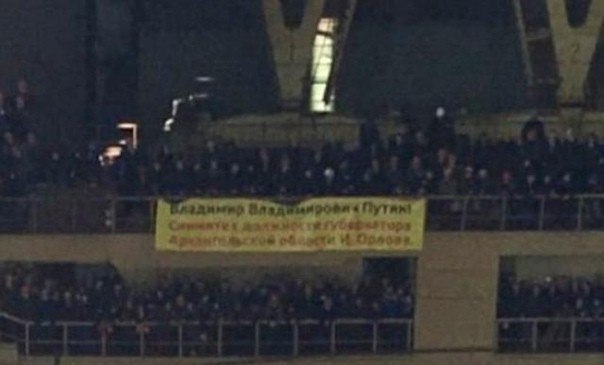 Владимир Владимирович Путин!
Снимите с должности губернатора
Архангельской области И. Орлова.